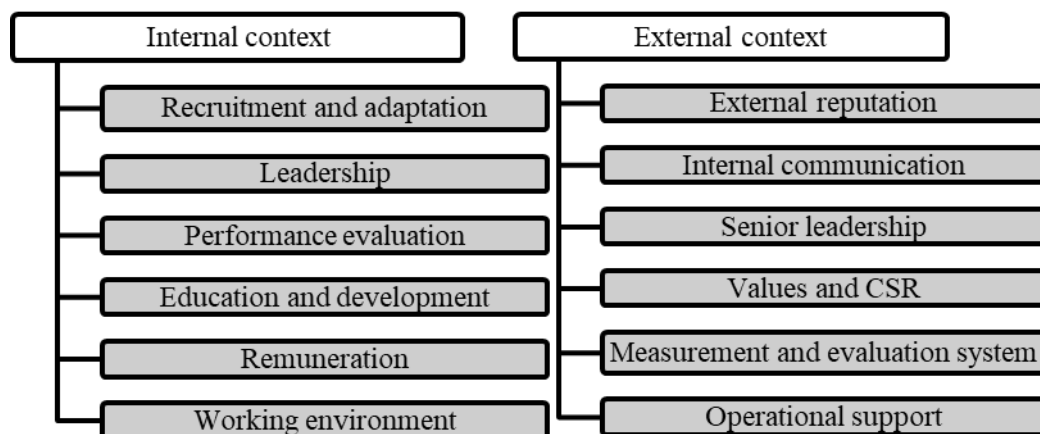 Internal context
Recruitment and adaptation
Leadership
Performance evaluation
Education and development
Remuneration
Working environment
External context
External reputation
Internal communication
Senior leadership
Values and CSR
Measurement and evaluation system
Operational support